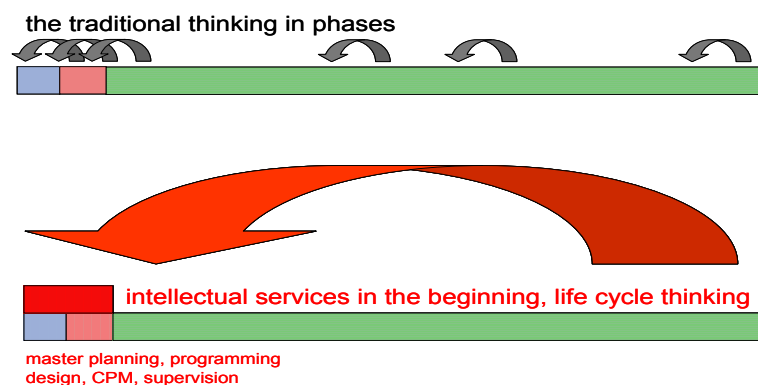 the traditional thinking in phases
intellectual services in the beginning, life cycle thinking
master planning, programming
design, CPM, supervision